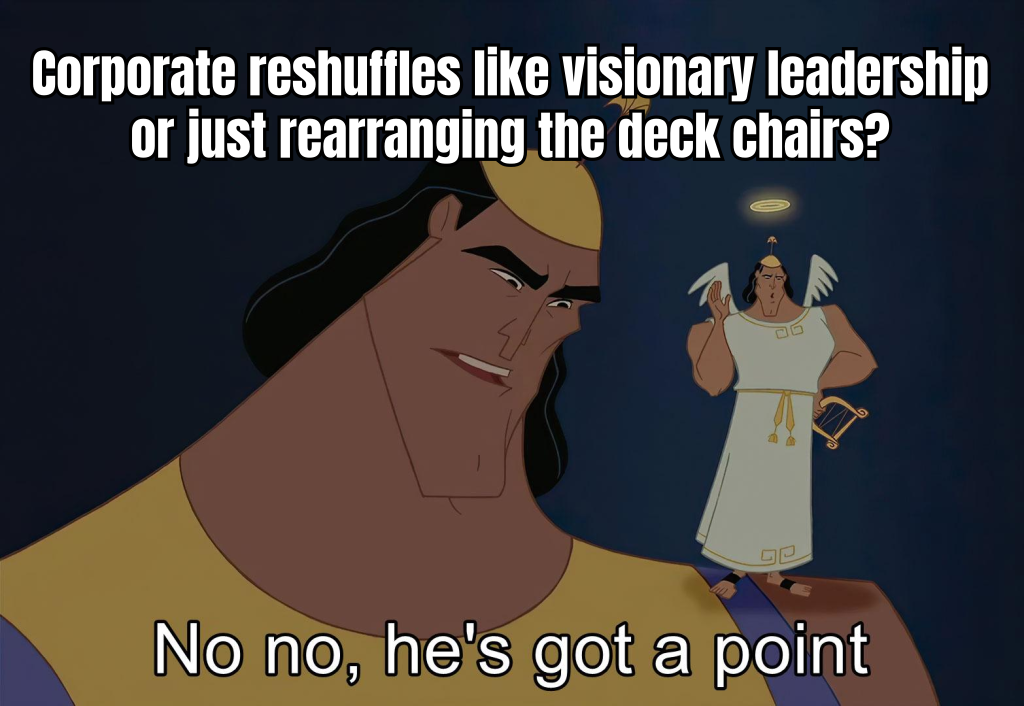 Corporate reshuffles like visionary leadership
or just rearranging the deck chairs?
No no, he's got a point